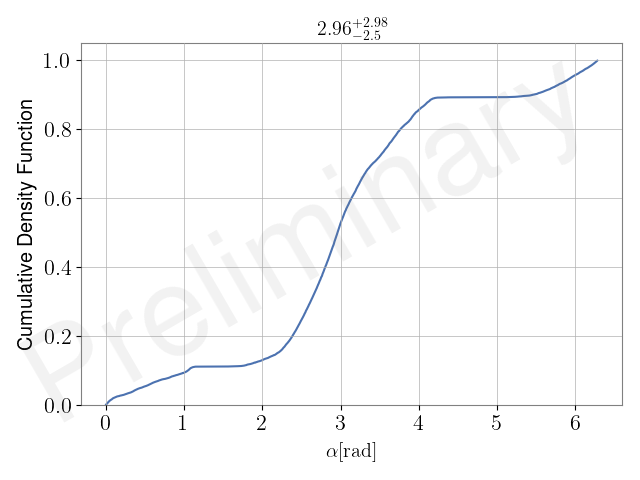 2.96^{+2.98}_{-2.5}
Cumulative Density Function
1.0
0.8
0.6
0.4
0.2
0.0
0 1 2 3 4 5 6
α[rad]
Preliminary